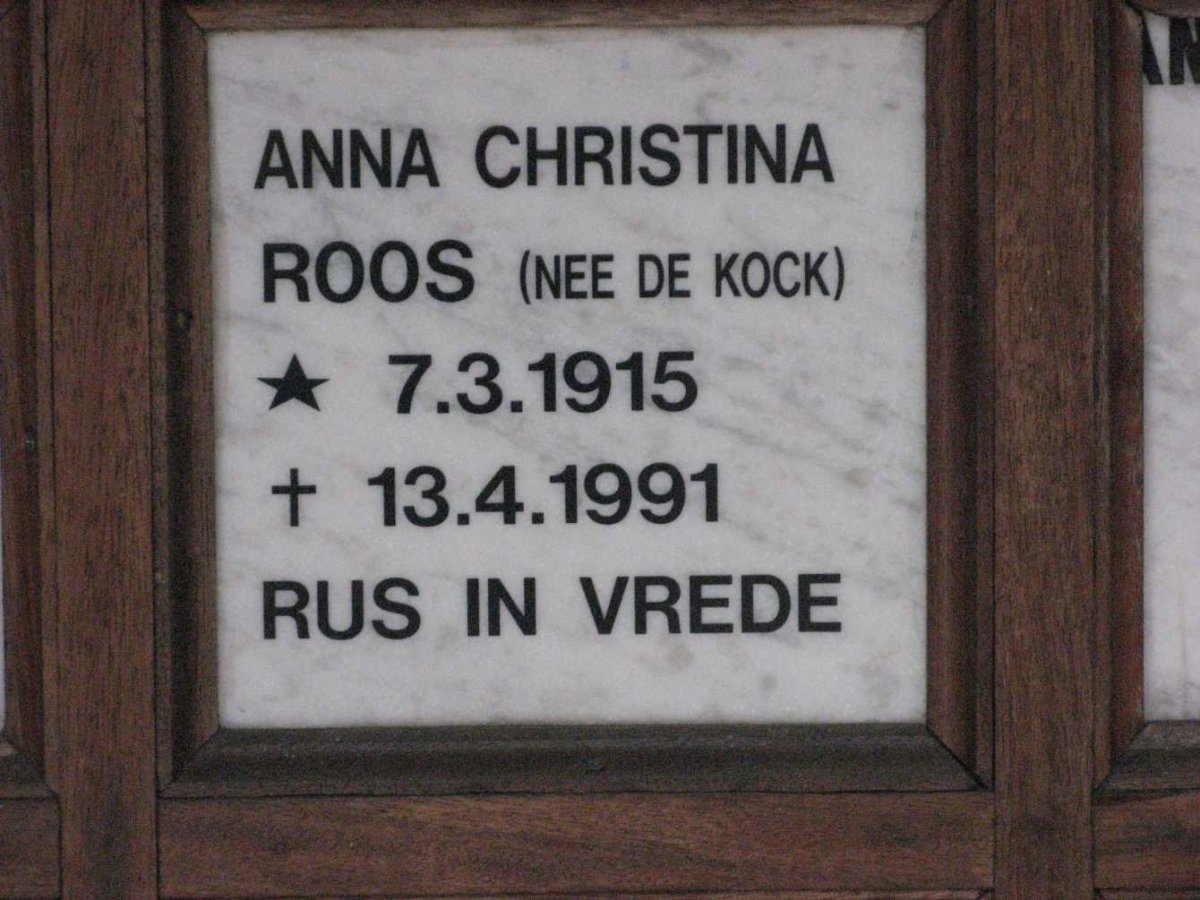 ANNA CHRISTINA
ROOS (NEE DE KOCK)
★ 7.3.1915
† 13.4.1991
RUS IN VREDE